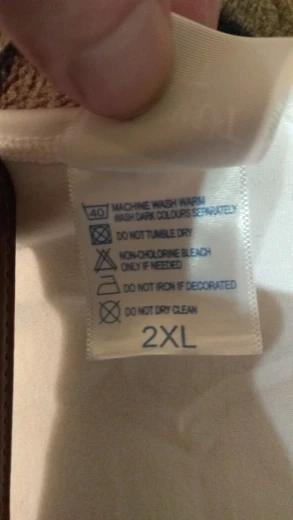 40 MACHINE WASH WARM
WASH DARK COLOURS SEPARATELY
DO NOT TUMBLE DRY
NON-CHLORINE BLEACH
ONLY IF NEEDED
DO NOT IRON IF DECORATED
DO NOT DRY CLEAN
2XL